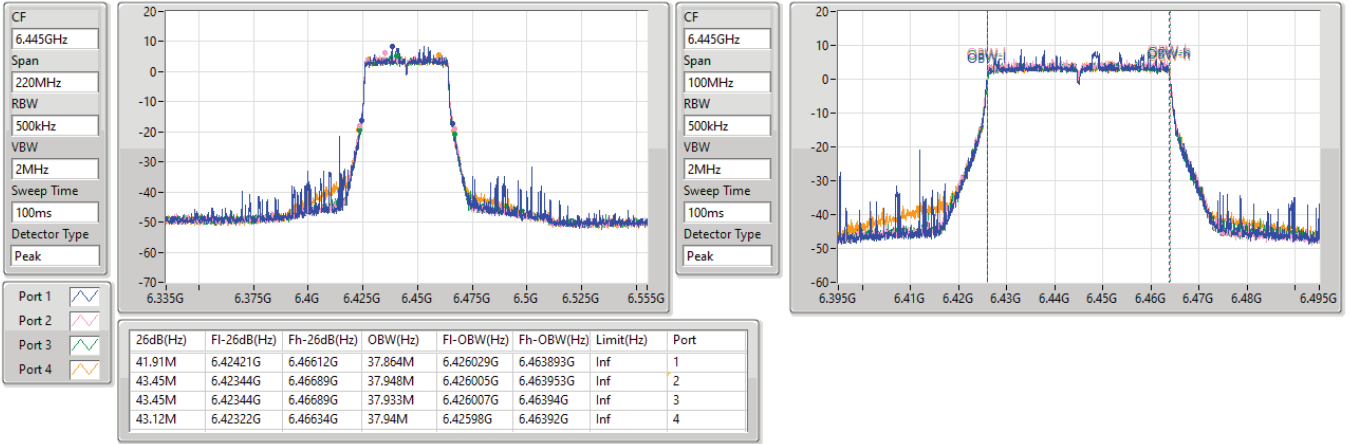 CF
6.445GHz
Span
220MHz
RBW
500kHz
VBW
2MHz
Sweep Time
100ms
Detector Type
Peak
20
10
0
-10
-20
-30
-40
-50
-60
-70
6.335G 6.375G 6.4G 6.425G 6.45G 6.475G 6.5G 6.525G 6.555G
CF
6.445GHz
Span
100MHz
RBW
500kHz
VBW
2MHz
Sweep Time
100ms
Detector Type
Peak
20
10
0
-10
-20
-30
-40
-50
-60
OBW-l OBW-h
6.395G 6.41G 6.42G 6.43G 6.44G 6.45G 6.46G 6.47G 6.48G 6.495G
Port 1
Port 2
Port 3
Port 4
26dB(Hz) Fl-26dB(Hz) Fh-26dB(Hz) OBW(Hz) Fl-OBW(Hz) Fh-OBW(Hz) Limit(Hz) Port
41.91M 6.42421G 6.46612G 37.864M 6.426029G 6.463893G Inf 1
43.45M 6.42344G 6.46689G 37.948M 6.426005G 6.463953G Inf 2
43.45M 6.42344G 6.46689G 37.933M 6.426007G 6.46394G Inf 3
43.12M 6.42322G 6.46634G 37.94M 6.42598G 6.46392G Inf 4